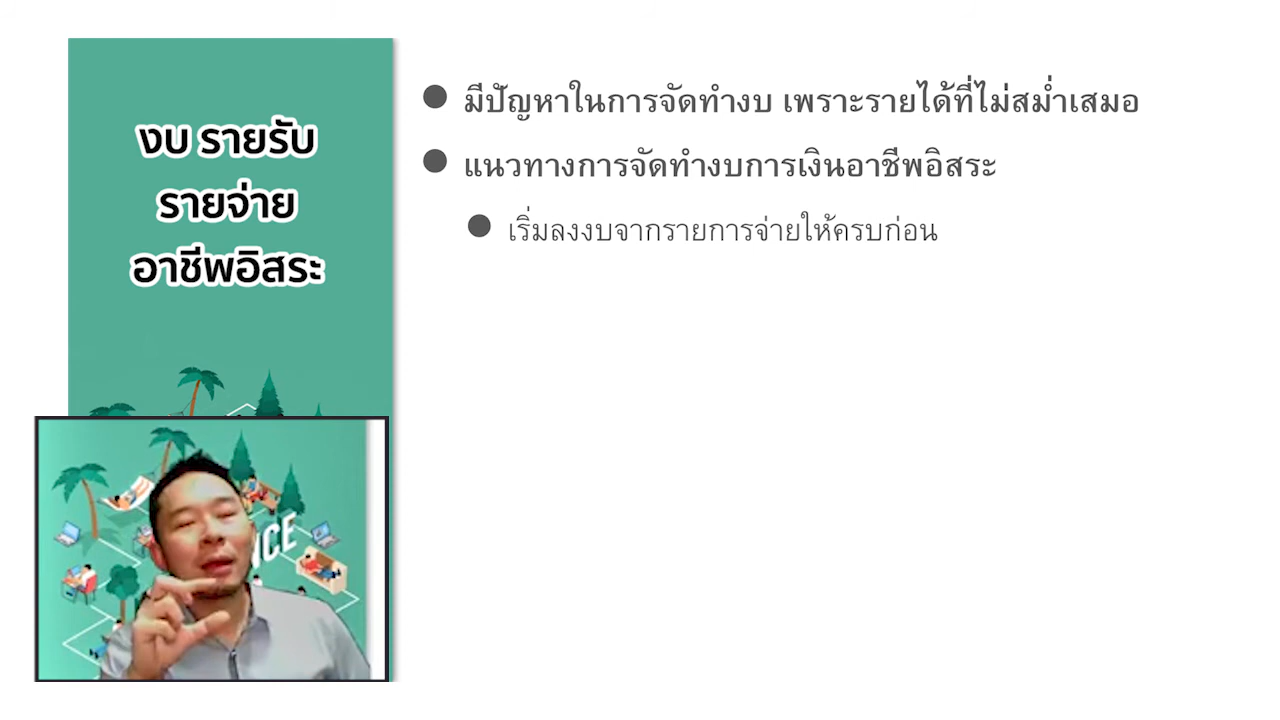 งบ รายรับ
รายจ่าย
อาชีพอิสระ
มีปัญหาในการจัดทำงบ เพราะรายได้ที่ไม่สม่ำเสมอ
แนวทางการจัดทำงบการเงินอาชีพอิสระ
เริ่มลงงบจากรายการจ่ายให้ครบก่อน